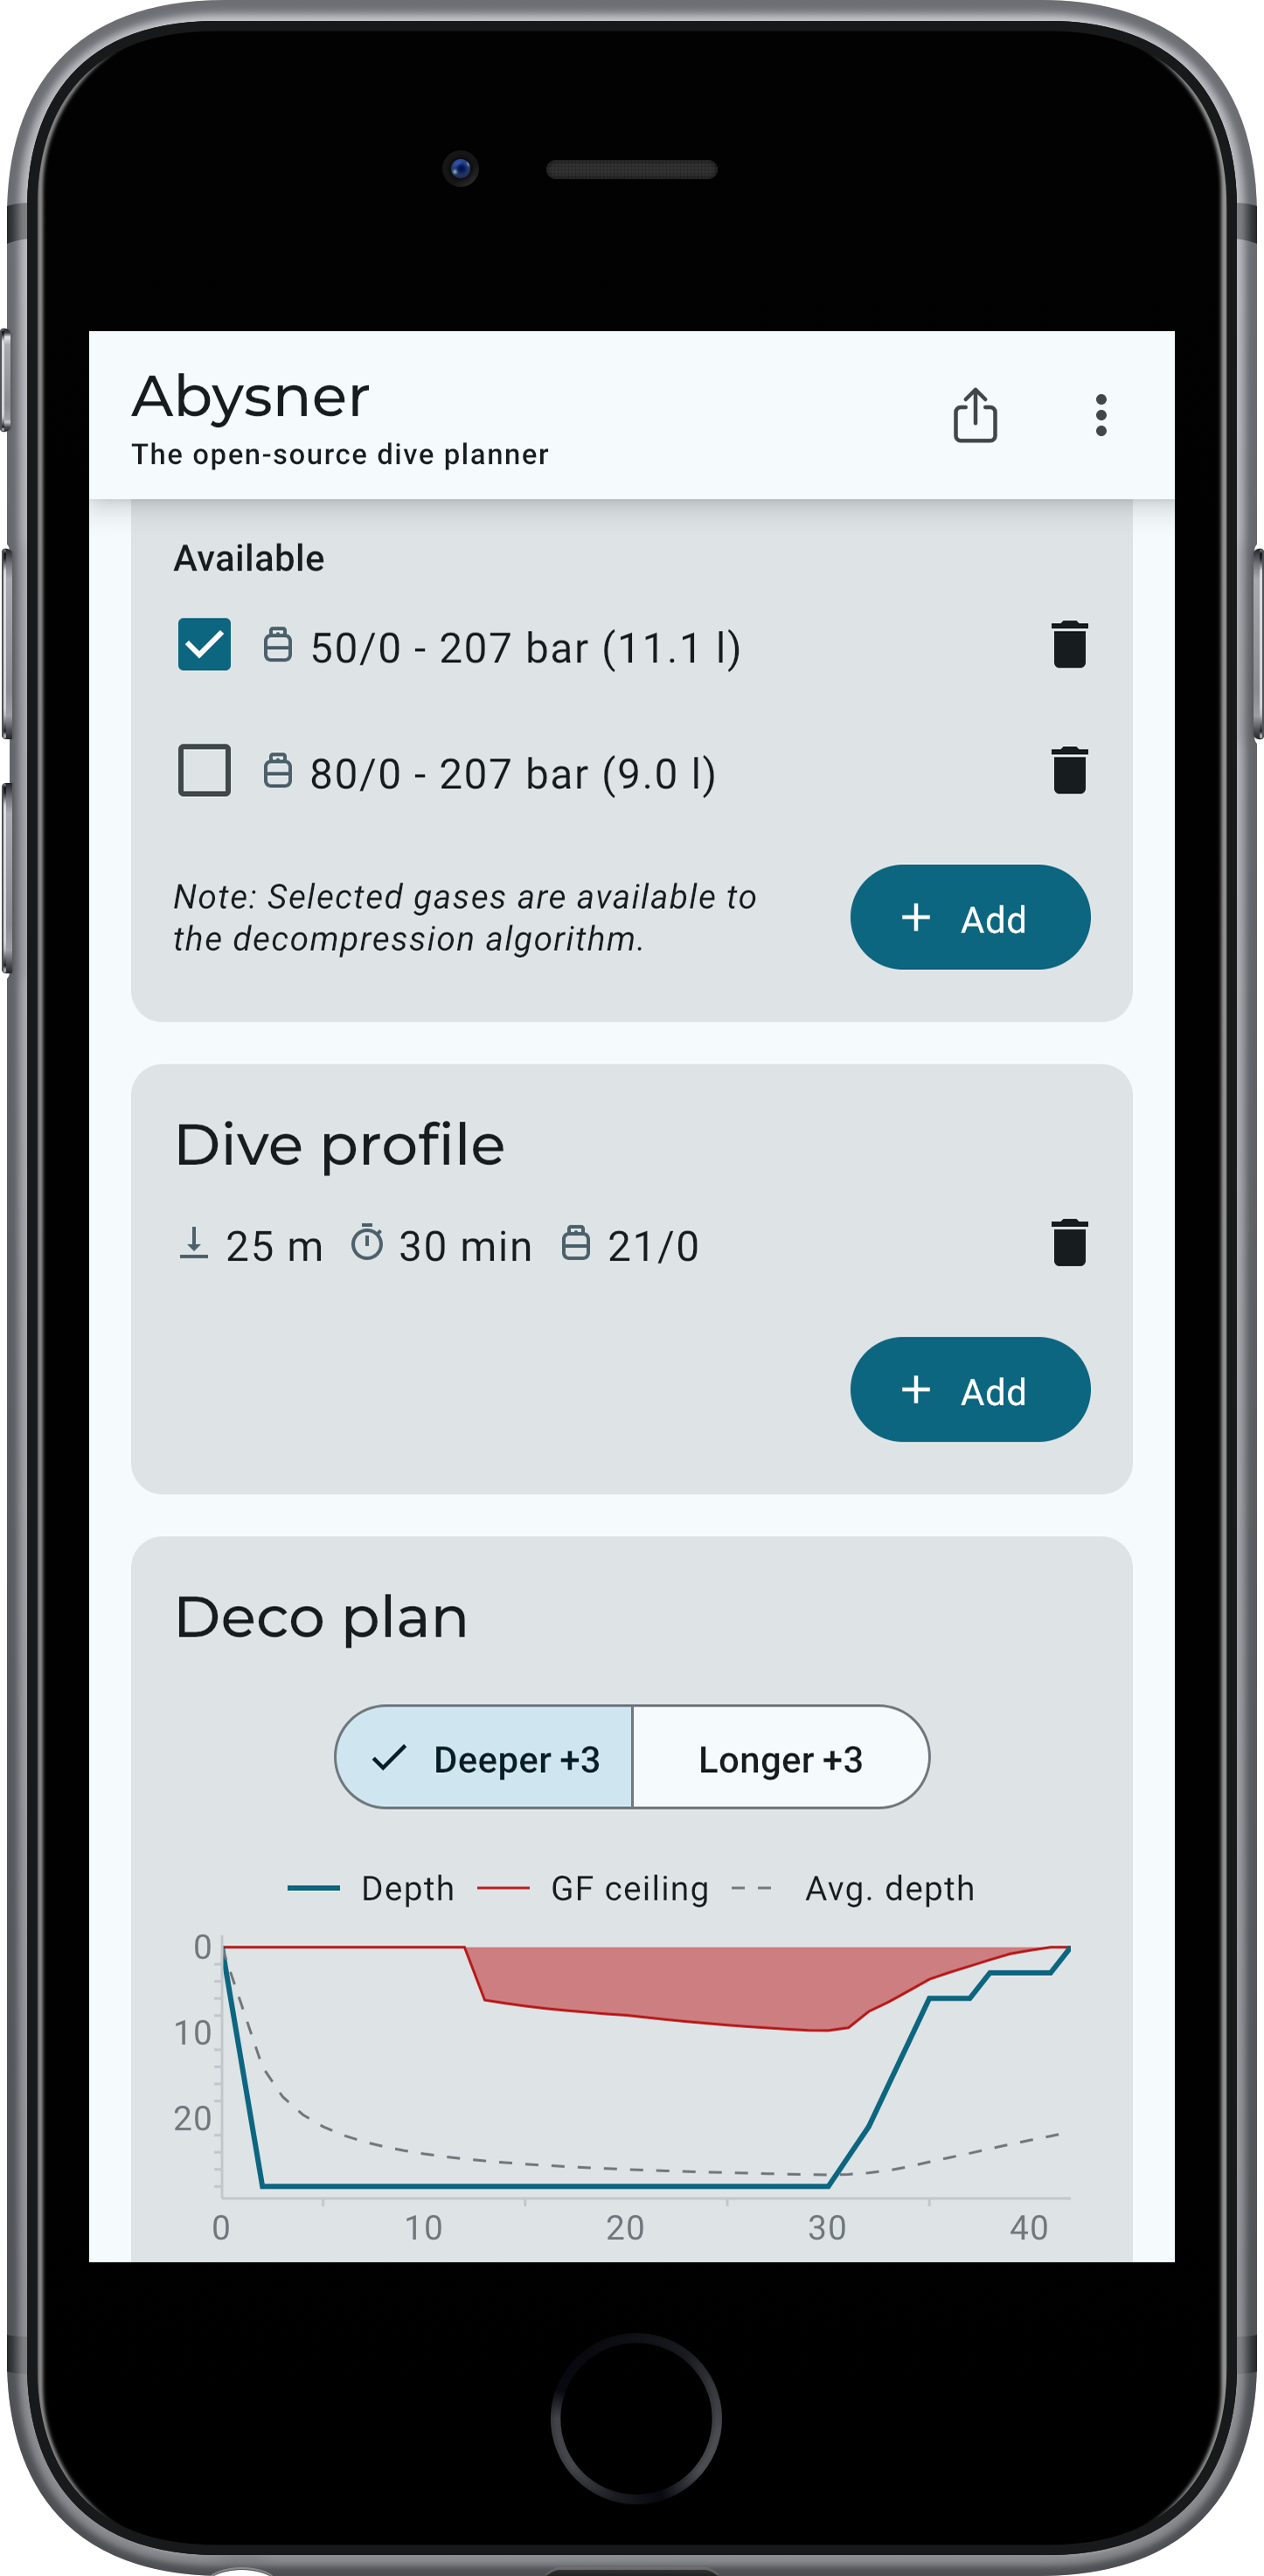 Abysner
The open-source dive planner
Available
50/0 - 207 bar (11.1 l)
80/0 - 207 bar (9.0 l)
Note: Selected gases are available to
the decompression algorithm.
+ Add
Dive profile
25 m 30 min 21/0
+ Add
Deco plan
Deeper +3 Longer +3
Depth GF ceiling Avg. depth
0
10
20
0 10 20 30 40